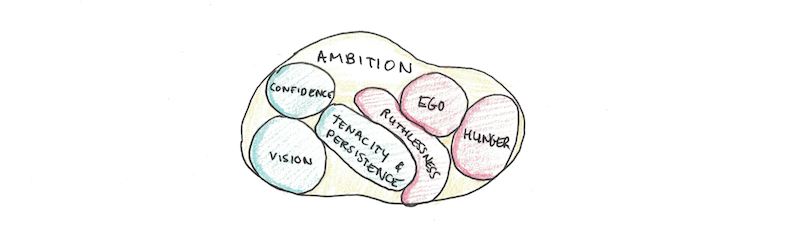 AMBITION
CONFIDENCE
VISION
TENACITY &
PERSISTENCE
RUTHLESSNESS
EGO
HUNGER